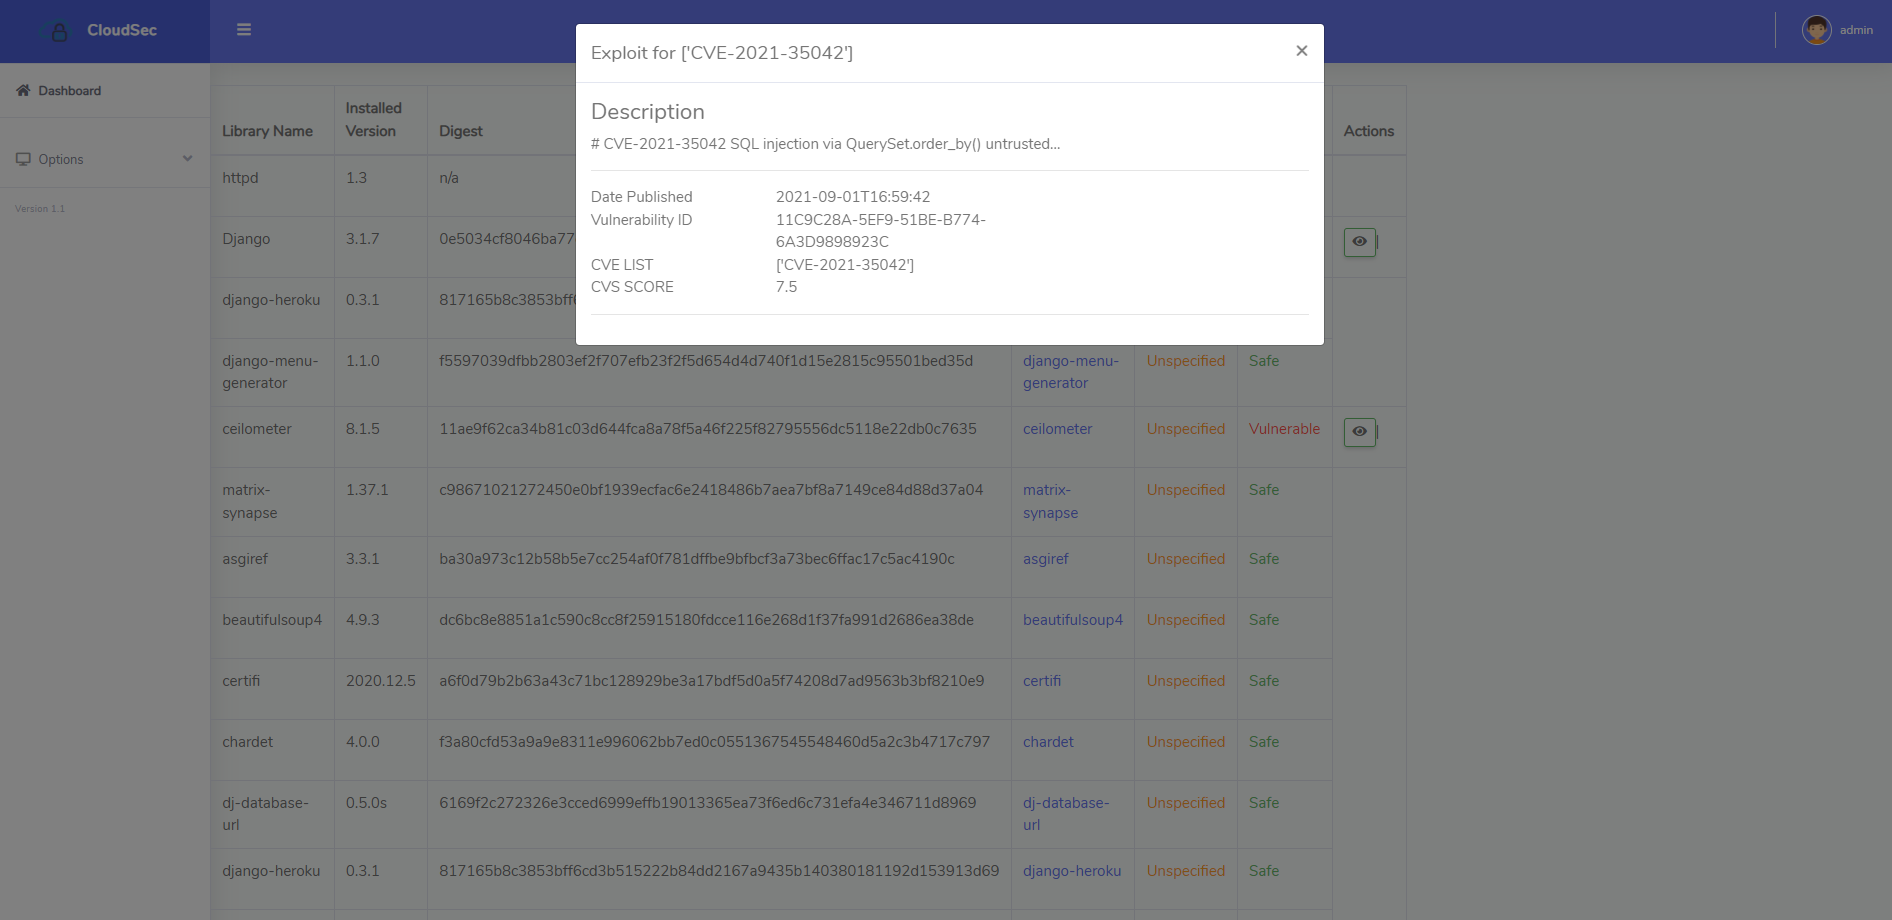 CloudSec
admin
Dashboard
Options
Version 1.1
Exploit for ['CVE-2021-35042']
×
Description
# CVE-2021-35042 SQL injection via QuerySet.order_by() untrusted...
Date Published 2021-09-01T16:59:42
Vulnerability ID 11C9C28A-5EF9-51BE-B774-
6A3D9898923C
CVE LIST ['CVE-2021-35042']
CVS SCORE 7.5
Installed
Library Name Version Digest Actions
httpd 1.3 n/a
Django 3.1.7 0e5034cf8046ba77
django-heroku 0.3.1 817165b8c3853bff6
django-menu- 1.1.0 f5597039dfbb2803ef2f707efb23f2f5d654d4d740f1d15e2815c95501bed35d django-menu- Unspecified Safe
generator generator
ceilometer 8.1.5 11ae9f62ca34b81c03d644fca8a78f5a46f225f82795556dc5118e22db0c7635 ceilometer Unspecified Vulnerable
matrix- 1.37.1 c98671021272450e0bf1939ecfac6e2418486b7aea7bf8a7149ce84d88d37a04 matrix- Unspecified Safe
synapse synapse
asgiref 3.3.1 ba30a973c12b58b5e7cc254af0f781dffbe9bfbcf3a73bec6ffac17c5ac4190c asgiref Unspecified Safe
beautifulsoup4 4.9.3 dc6bc8e8851a1c590c8cc8f25915180fdcce116e268d1f37fa991d2686ea38de beautifulsoup4 Unspecified Safe
certifi 2020.12.5 a6f0d79b2b63a43c71bc128929be3a17bdf5d0a5f74208d7ad9563b3bf8210e9 certifi Unspecified Safe
chardet 4.0.0 f3a80cfd53a9a9e8311e996062bb7ed0c0551367545548460d5a2c3b4717c797 chardet Unspecified Safe
dj-database- 0.5.0s 6169f2c272326e3cced6999effb19013365ea73f6ed6c731efa4e346711d8969 dj-database- Unspecified Safe
url url
django-heroku 0.3.1 817165b8c3853bff6cd3b515222b84dd2167a9435b140380181192d153913d69 django-heroku Unspecified Safe